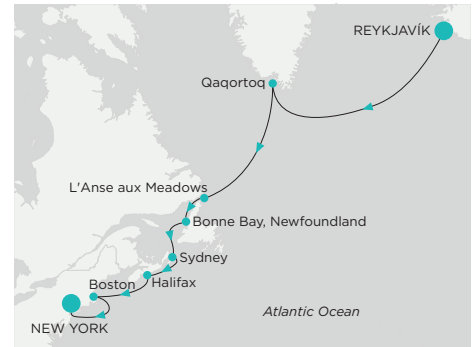 REYKJAVÍK
Qaqortoq
L'Anse aux Meadows
Bonne Bay, Newfoundland
Sydney
Halifax
Boston
Atlantic Ocean
NEW YORK